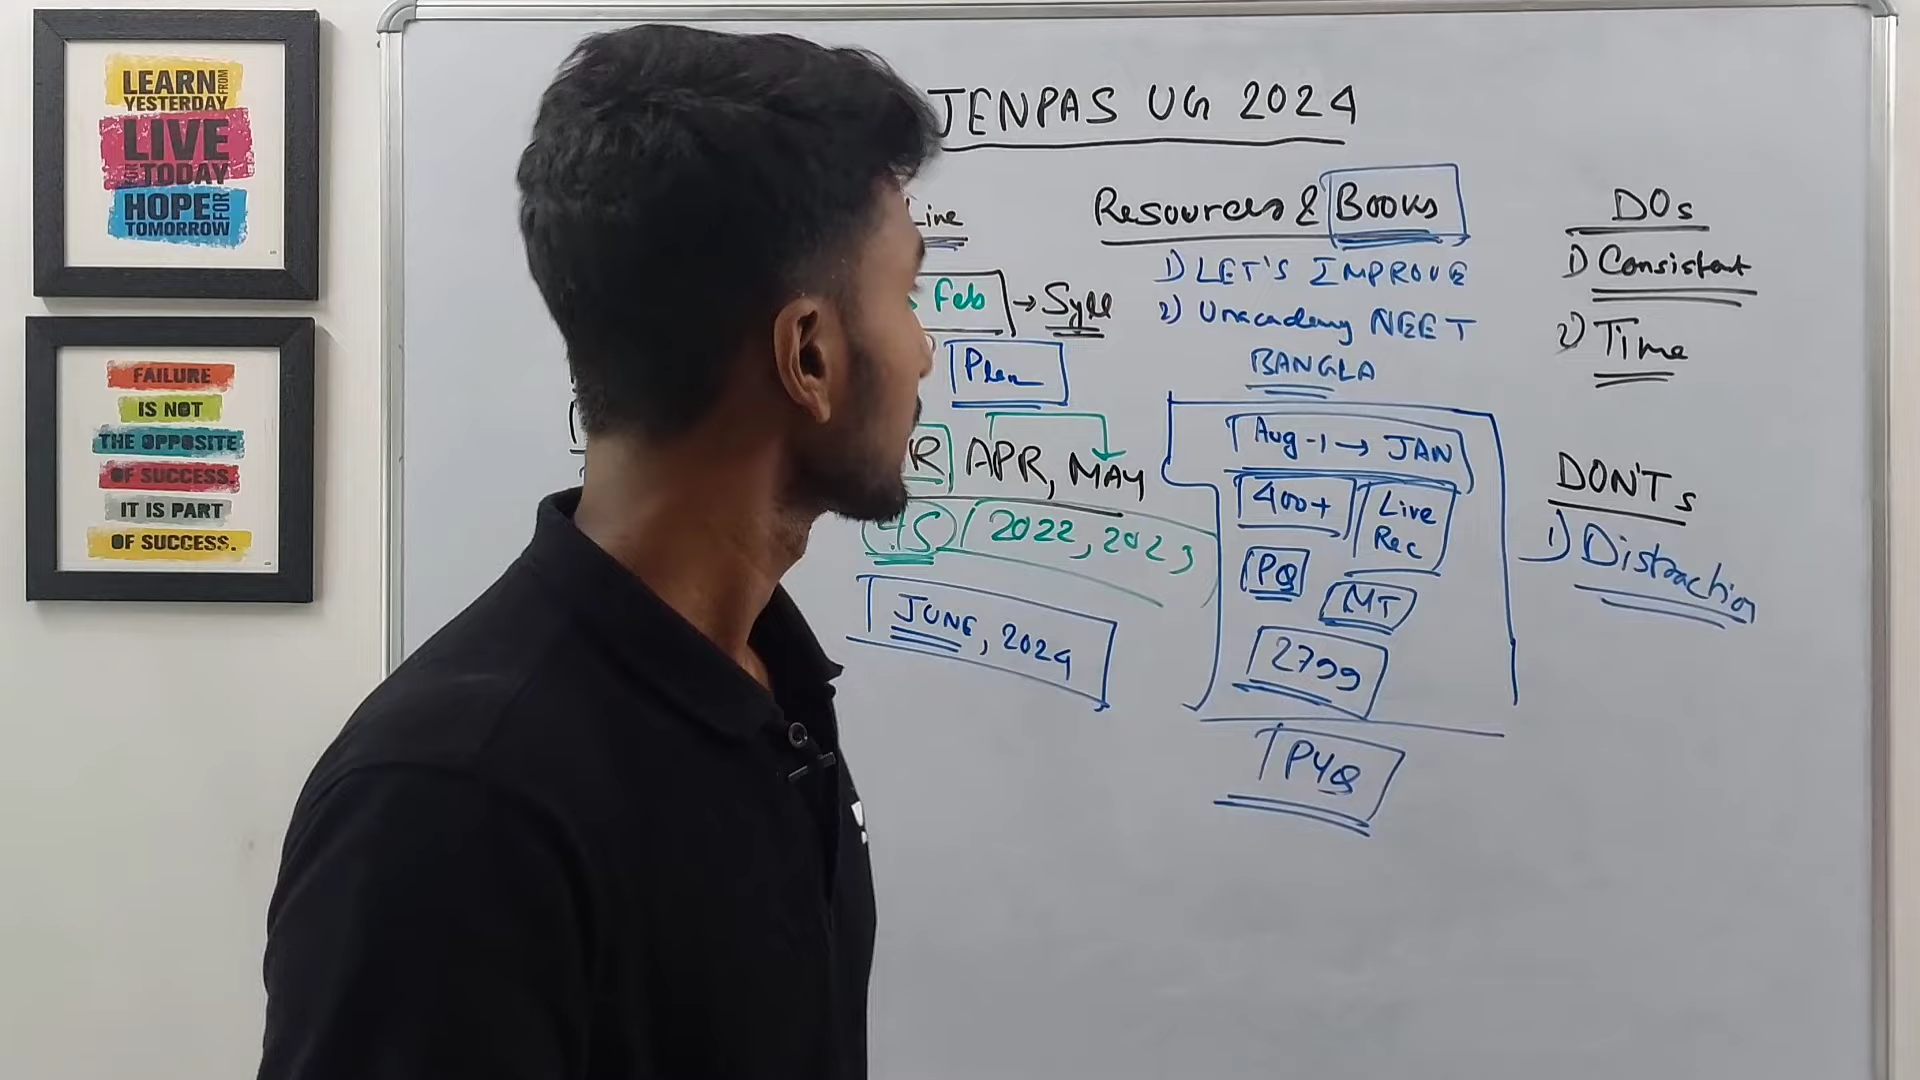 LEARN FROM
YESTERDAY
LIVE
FOR TODAY
HOPE FOR
TOMORROW
FAILURE
IS NOT
THE OPPOSITE
OF SUCCESS.
IT IS PART
OF SUCCESS.
JENPAS UG 2024
Line
Feb → Syll
Plan
R APR, MAY
2022, 2023
JUNE, 2024
Resources & Books
1) LET'S IMPROVE
2) Unacademy NEET
BANGLA
Aug-1 → JAN
400+
Live
Rec
PQ
MT
2799
PYQ
DOs
1) Consistent
2) Time
DON'Ts
1) Distraction